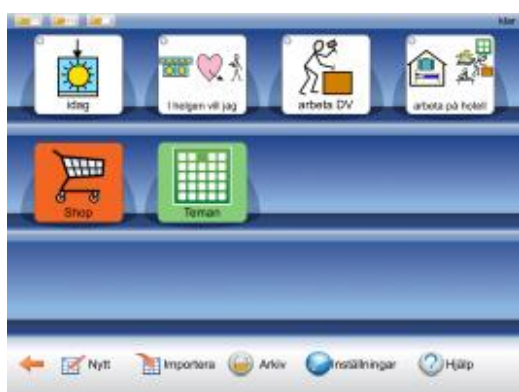 klar
idag
I helgen vill jag
arbeta DV
arbeta på hotell
Shop
Teman
Nytt
Importera
Arkiv
Inställningar
Hjälp